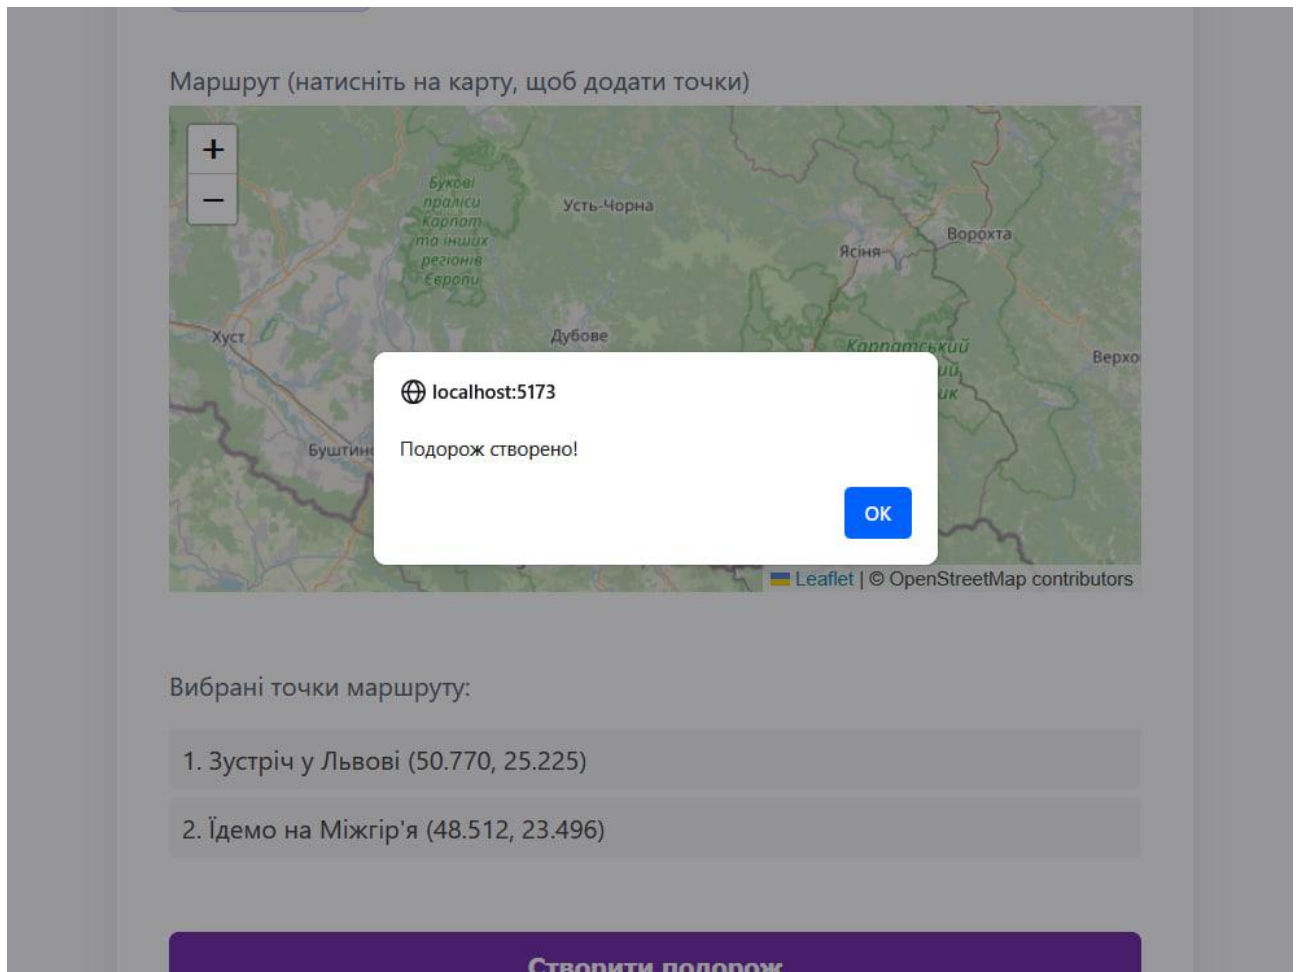 Маршрут (натисніть на карту, щоб додати точки)
+
−
Букові
праліси
Карпат
та інших
регіонів
Європи
Усть-Чорна
Ворохта
Ясіня
Хуст
Дубове
Карпатський
Верхо
localhost:5173
Подорож створено!
Буштин
OK
Leaflet | © OpenStreetMap contributors
Вибрані точки маршруту:
1. Зустріч у Львові (50.770, 25.225)
2. Їдемо на Міжгір'я (48.512, 23.496)
Створити подорож